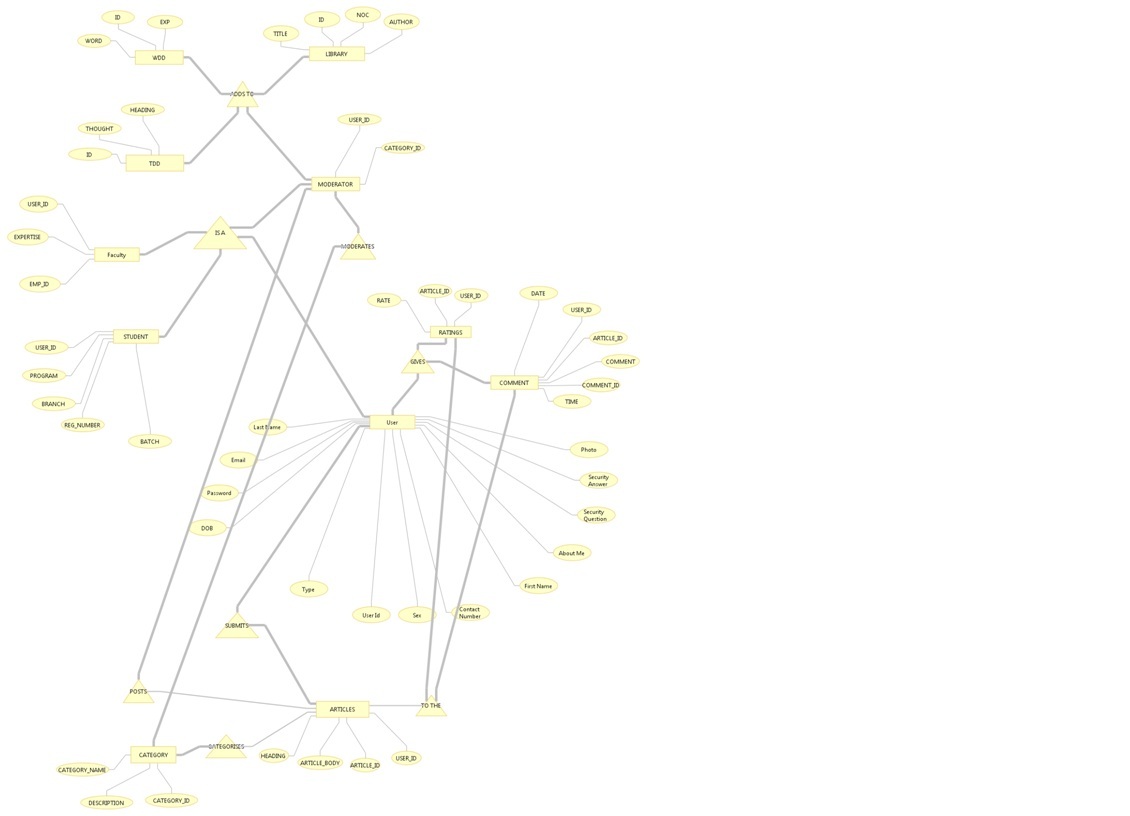 ID
EXP
WORD
WDD
TITLE
ID
NOC
AUTHOR
LIBRARY
ADDS TO
HEADING
THOUGHT
ID
TDD
USER_ID
CATEGORY_ID
MODERATOR
USER_ID
EXPERTISE
EMP_ID
Faculty
IS A
MODERATES
RATE
ARTICLE_ID
USER_ID
RATINGS
DATE
USER_ID
ARTICLE_ID
COMMENT
COMMENT_ID
TIME
COMMENT
GIVES
STUDENT
USER_ID
PROGRAM
BRANCH
REG_NUMBER
BATCH
User
Last Name
Email
Password
DOB
Photo
Security
Answer
Security
Question
About Me
First Name
Type
User Id
Sex
Contact
Number
SUBMITS
POSTS
TO THE
ARTICLES
HEADING
ARTICLE_BODY
ARTICLE_ID
USER_ID
CATEGORISES
CATEGORY
CATEGORY_NAME
DESCRIPTION
CATEGORY_ID